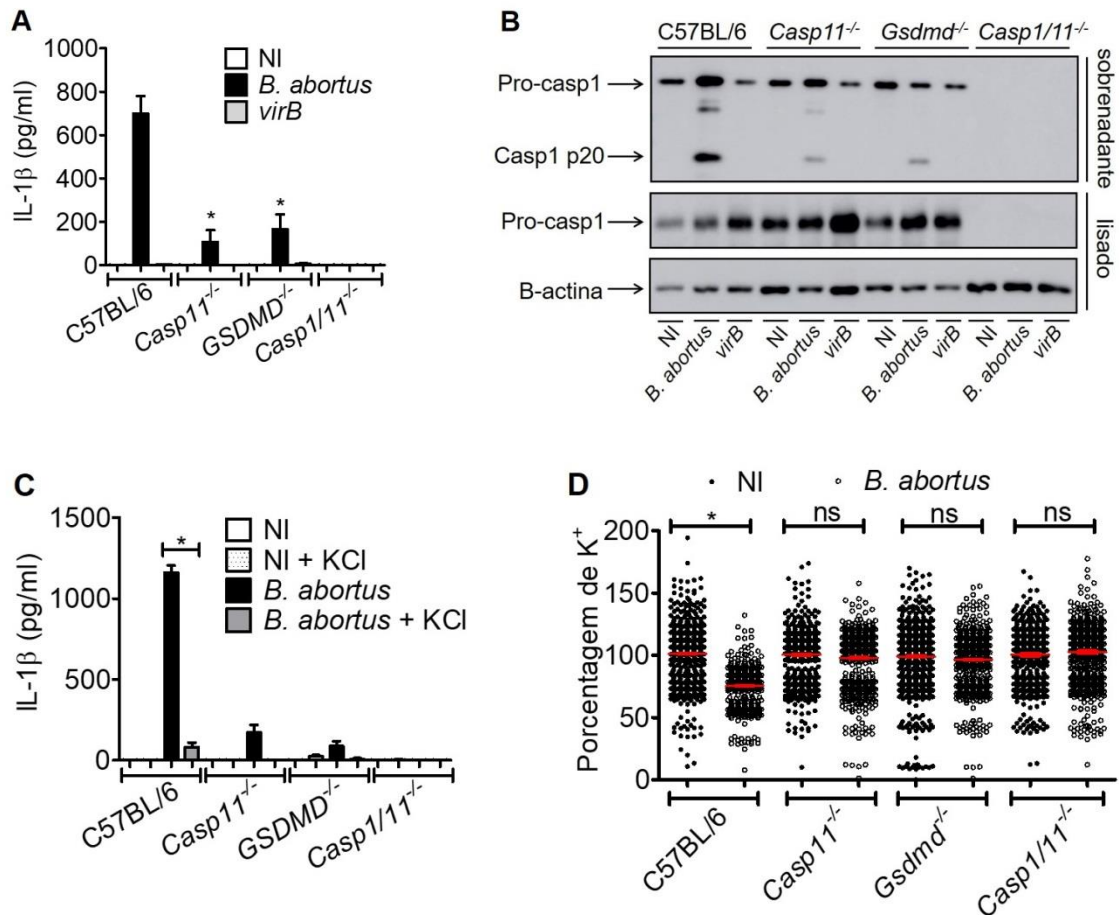 A
IL-1β (pg/ml)
1000
800
600
400
200
0
NI
B. abortus
virB
*
*
C57BL/6
Casp11-/-
GSDMD-/-
Casp1/11-/-
B
C57BL/6 Casp11-/- Gsdmd-/- Casp1/11-/-
Pro-casp1
Casp1 p20
sobrenadante
Pro-casp1
lisado
B-actina
NI B. abortus virB NI B. abortus virB NI B. abortus virB NI B. abortus virB
C
IL-1β (pg/ml)
1500
1000
500
0
*
NI
NI + KCl
B. abortus
B. abortus + KCl
C57BL/6
Casp11-/-
GSDMD-/-
Casp1/11-/-
D
NI B. abortus
* ns ns ns
Porcentagem de K+
200
150
100
50
0
C57BL/6
Casp11-/-
Gsdmd-/-
Casp1/11-/-